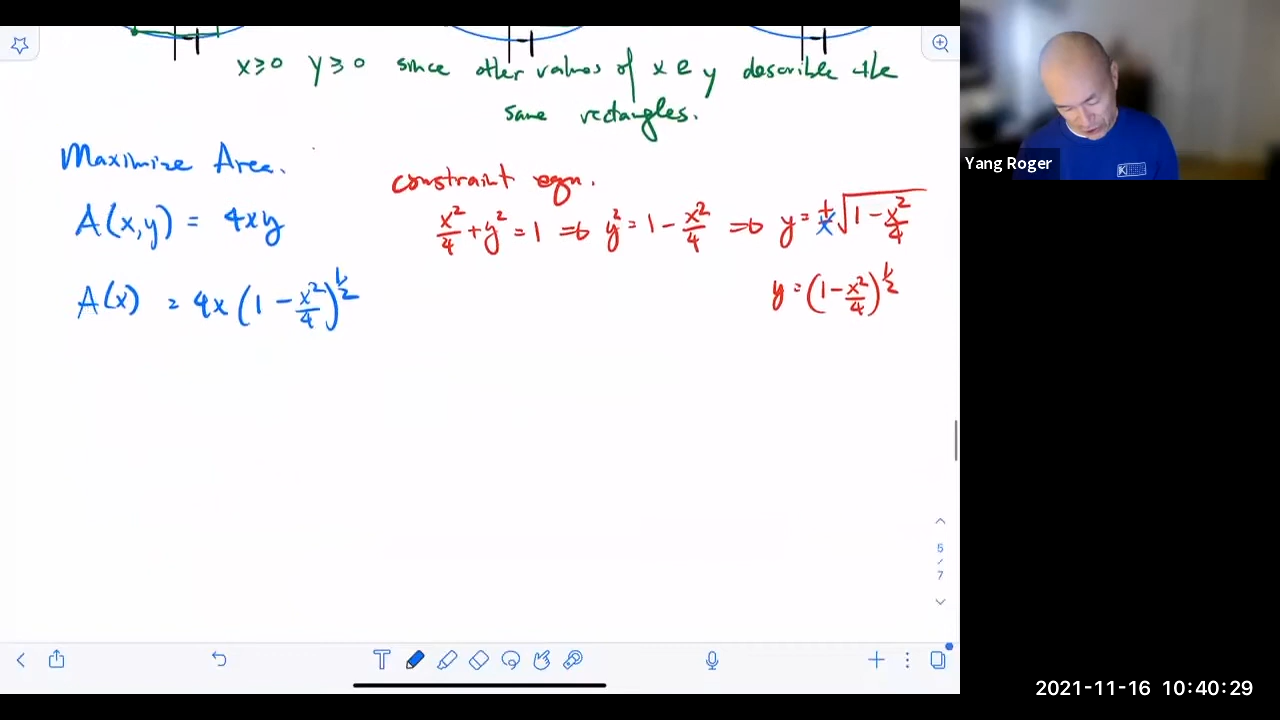 x ≥ 0 y ≥ 0 since other values of x & y describe the
same rectangles.
Maximize Area.
constraint eqn.
A(x,y) = 4xy
x²/4 + y² = 1 ⇒ y² = 1 − x²/4 ⇒ y = ±√(1 − x²/4)
A(x) = 4x(1 − x²/4)^(1/2)
y = (1 − x²/4)^(1/2)
Yang Roger
5
/
7
T
2021-11-16 10:40:29